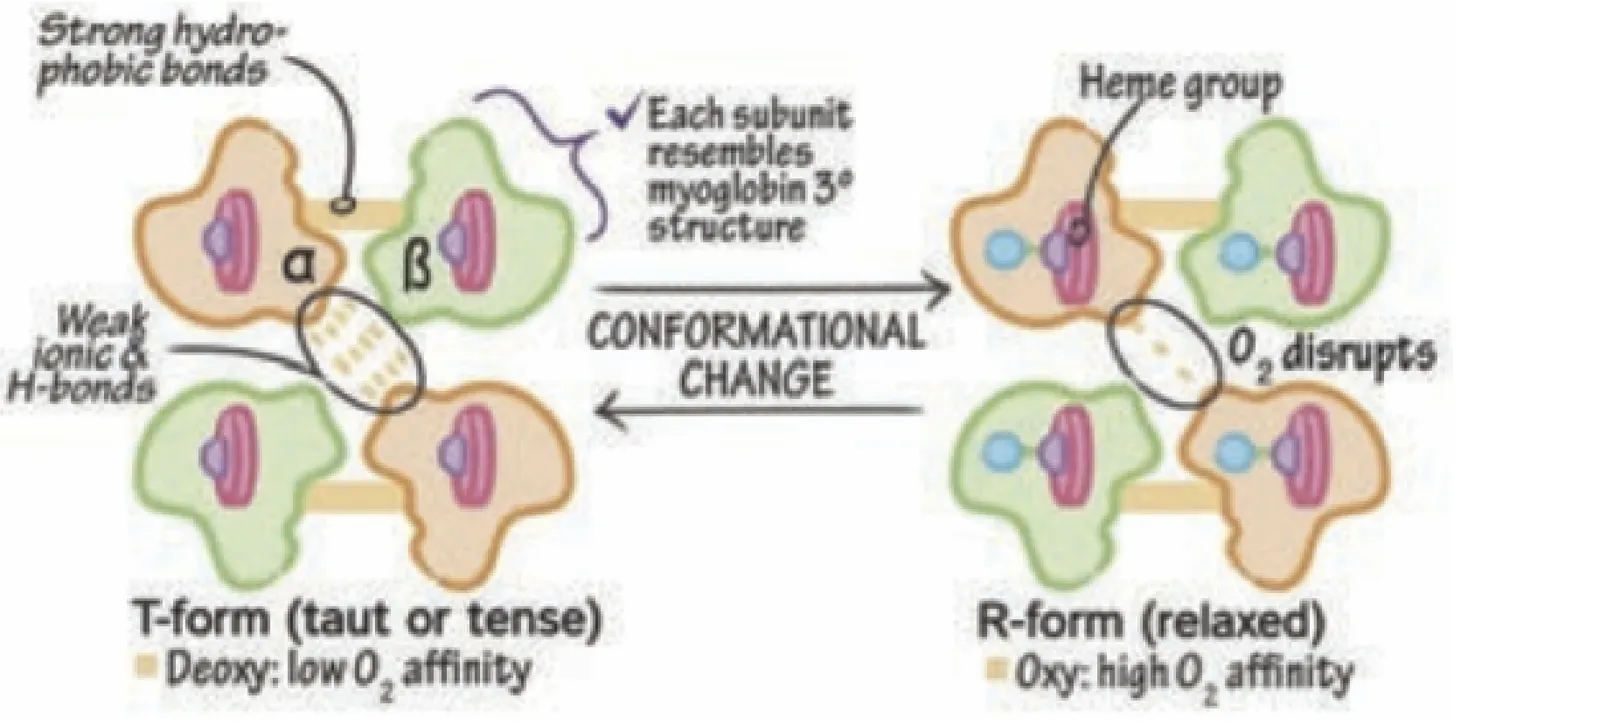 Strong hydro-
phobic bonds
✓ Each subunit
resembles
myoglobin 3°
structure
α
β
Weak
ionic &
H-bonds
T-form (taut or tense)
Deoxy: low O₂ affinity
CONFORMATIONAL
CHANGE
Heme group
O₂ disrupts
R-form (relaxed)
Oxy: high O₂ affinity